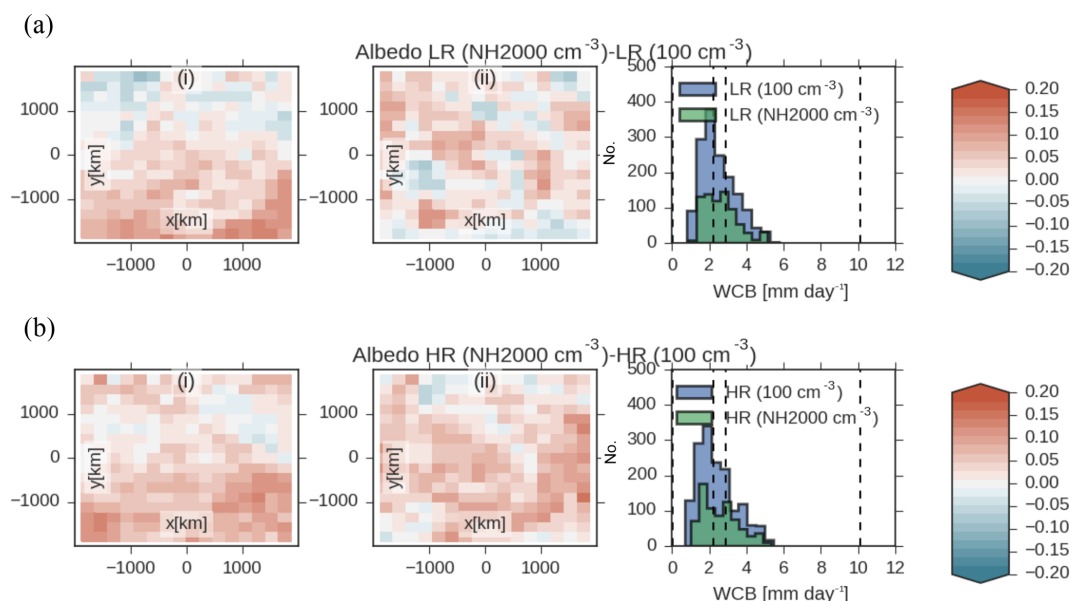 (a)
Albedo LR (NH2000 cm⁻³)-LR (100 cm⁻³)
(i)
(ii)
1000
0
−1000
y[km]
x[km]
−1000 0 1000
1000
0
−1000
y[km]
x[km]
−1000 0 1000
500
400
300
200
100
0
No.
LR (100 cm⁻³)
LR (NH2000 cm⁻³)
0 2 4 6 8 10 12
WCB [mm day⁻¹]
0.20
0.15
0.10
0.05
0.00
−0.05
−0.10
−0.15
−0.20
(b)
Albedo HR (NH2000 cm⁻³)-HR (100 cm⁻³)
(i)
(ii)
1000
0
−1000
y[km]
x[km]
−1000 0 1000
1000
0
−1000
y[km]
x[km]
−1000 0 1000
500
400
300
200
100
0
No.
HR (100 cm⁻³)
HR (NH2000 cm⁻³)
0 2 4 6 8 10 12
WCB [mm day⁻¹]
0.20
0.15
0.10
0.05
0.00
−0.05
−0.10
−0.15
−0.20